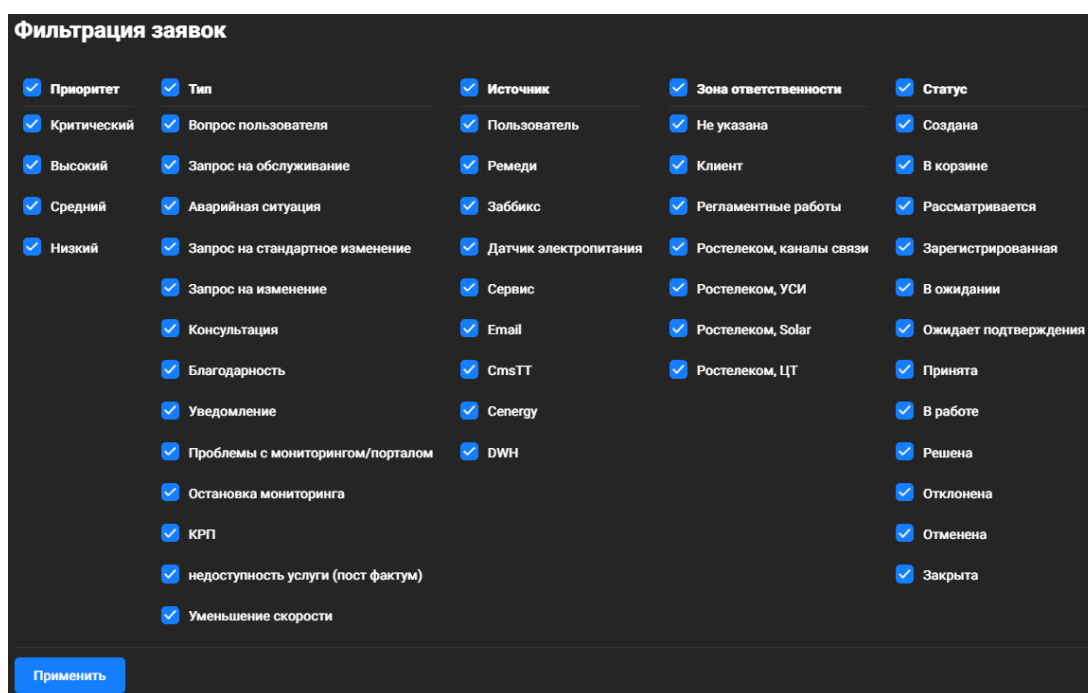 Фильтрация заявок
Приоритет Тип Источник Зона ответственности Статус
Критический Вопрос пользователя Пользователь Не указана Создана
Высокий Запрос на обслуживание Ремеди Клиент В корзине
Средний Аварийная ситуация Заббикс Регламентные работы Рассматривается
Низкий Запрос на стандартное изменение Датчик электропитания Ростелеком, каналы связи Зарегистрированная
Запрос на изменение Сервис Ростелеком, УСИ В ожидании
Консультация Email Ростелеком, Solar Ожидает подтверждения
Благодарность CmsTT Ростелеком, ЦТ Принята
Уведомление Cenergy В работе
Проблемы с мониторингом/порталом DWH Решена
Остановка мониторинга Отклонена
КРП Отменена
недоступность услуги (пост фактум) Закрыта
Уменьшение скорости
Применить